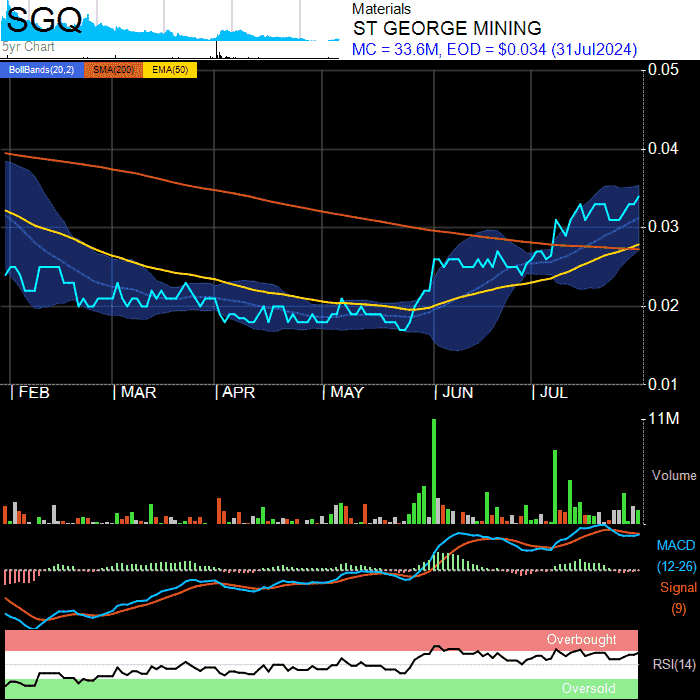 SGQ
5yr Chart
Materials
ST GEORGE MINING
MC = 33.6M, EOD = $0.034 (31Jul2024)
BollBands(20,2) SMA(200) EMA(50)
0.05
0.04
0.03
0.02
0.01
| FEB | MAR | APR | MAY | JUN | JUL
11M
Volume
MACD
(12-26)
Signal
(9)
Overbought
RSI(14)
Oversold